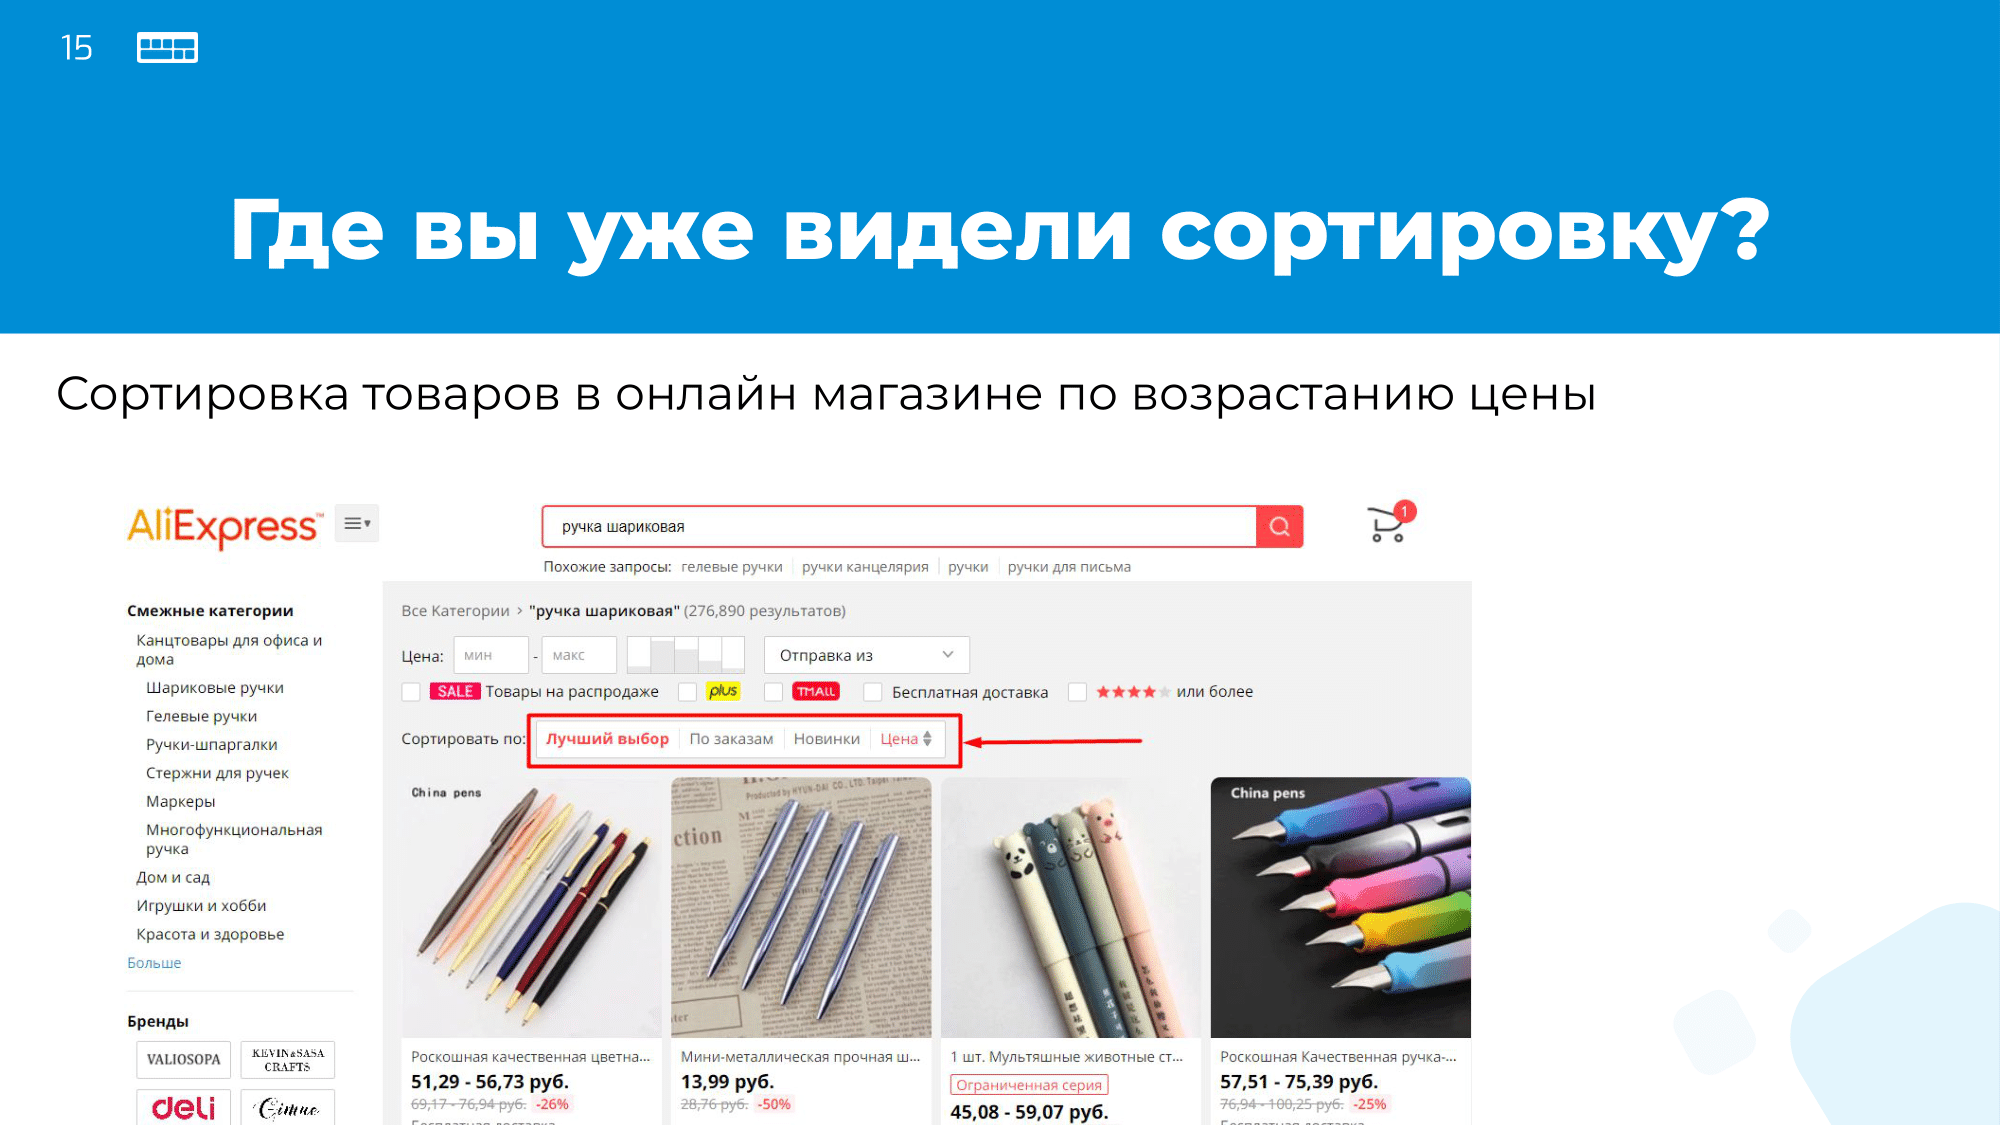 15
Где вы уже видели сортировку?
Сортировка товаров в онлайн магазине по возрастанию цены
AliExpress™
ручка шариковая
1
Похожие запросы: гелевые ручки ручки канцелярия ручки ручки для письма
Смежные категории
Канцтовары для офиса и
дома
Шариковые ручки
Гелевые ручки
Ручки-шпаргалки
Стержни для ручек
Маркеры
Многофункциональная
ручка
Дом и сад
Игрушки и хобби
Красота и здоровье
Больше
Бренды
VALIOSOPA
KEVIN&SASA
CRAFTS
deli
Все Категории > "ручка шариковая" (276,890 результатов)
Цена: мин - макс Отправка из
SALE Товары на распродаже plus TMALL Бесплатная доставка или более
Сортировать по: Лучший выбор По заказам Новинки Цена
China pens
China pens
Роскошная качественная цветна...
51,29 - 56,73 руб.
69,17 - 76,94 руб. -26%
Бесплатная доставка
Мини-металлическая прочная ш...
13,99 руб.
28,76 руб. -50%
1 шт. Мультяшные животные ст...
Ограниченная серия
45,08 - 59,07 руб.
Роскошная Качественная ручка-...
57,51 - 75,39 руб.
76,94 - 100,25 руб. -25%
Бесплатная доставка